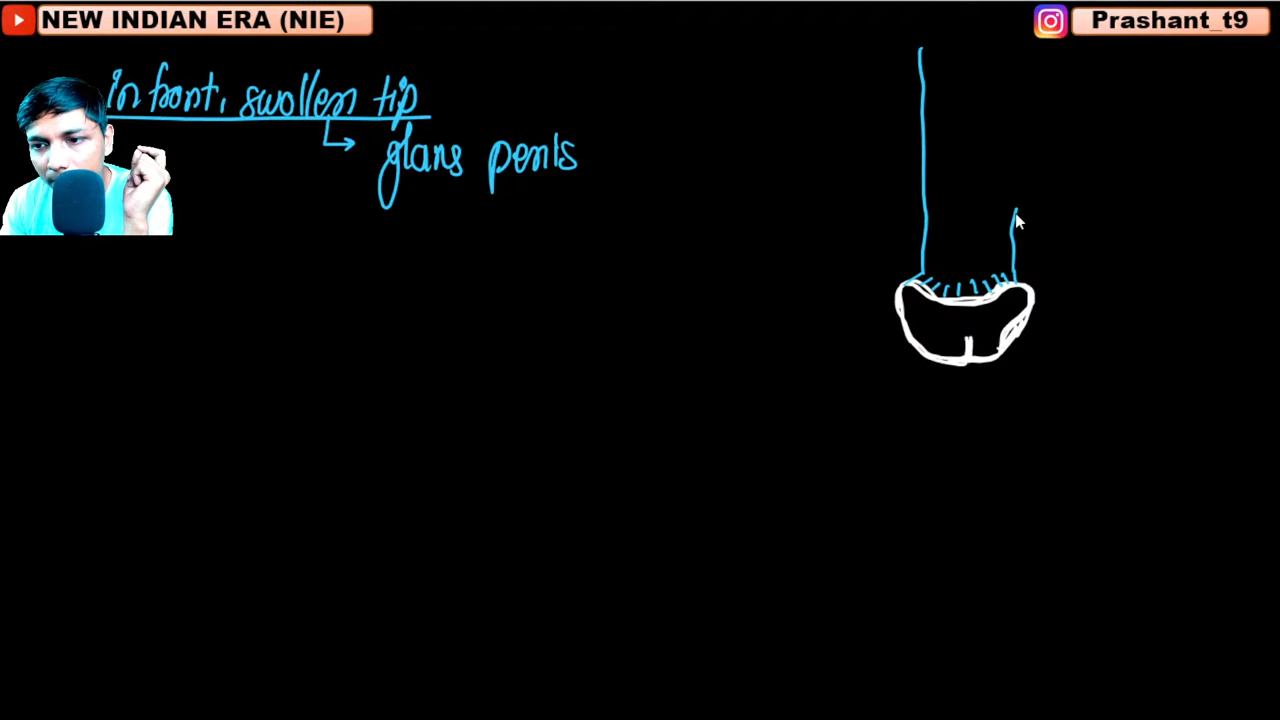 NEW INDIAN ERA (NIE)
Prashant_t9
in front, swollen tip
glans penis